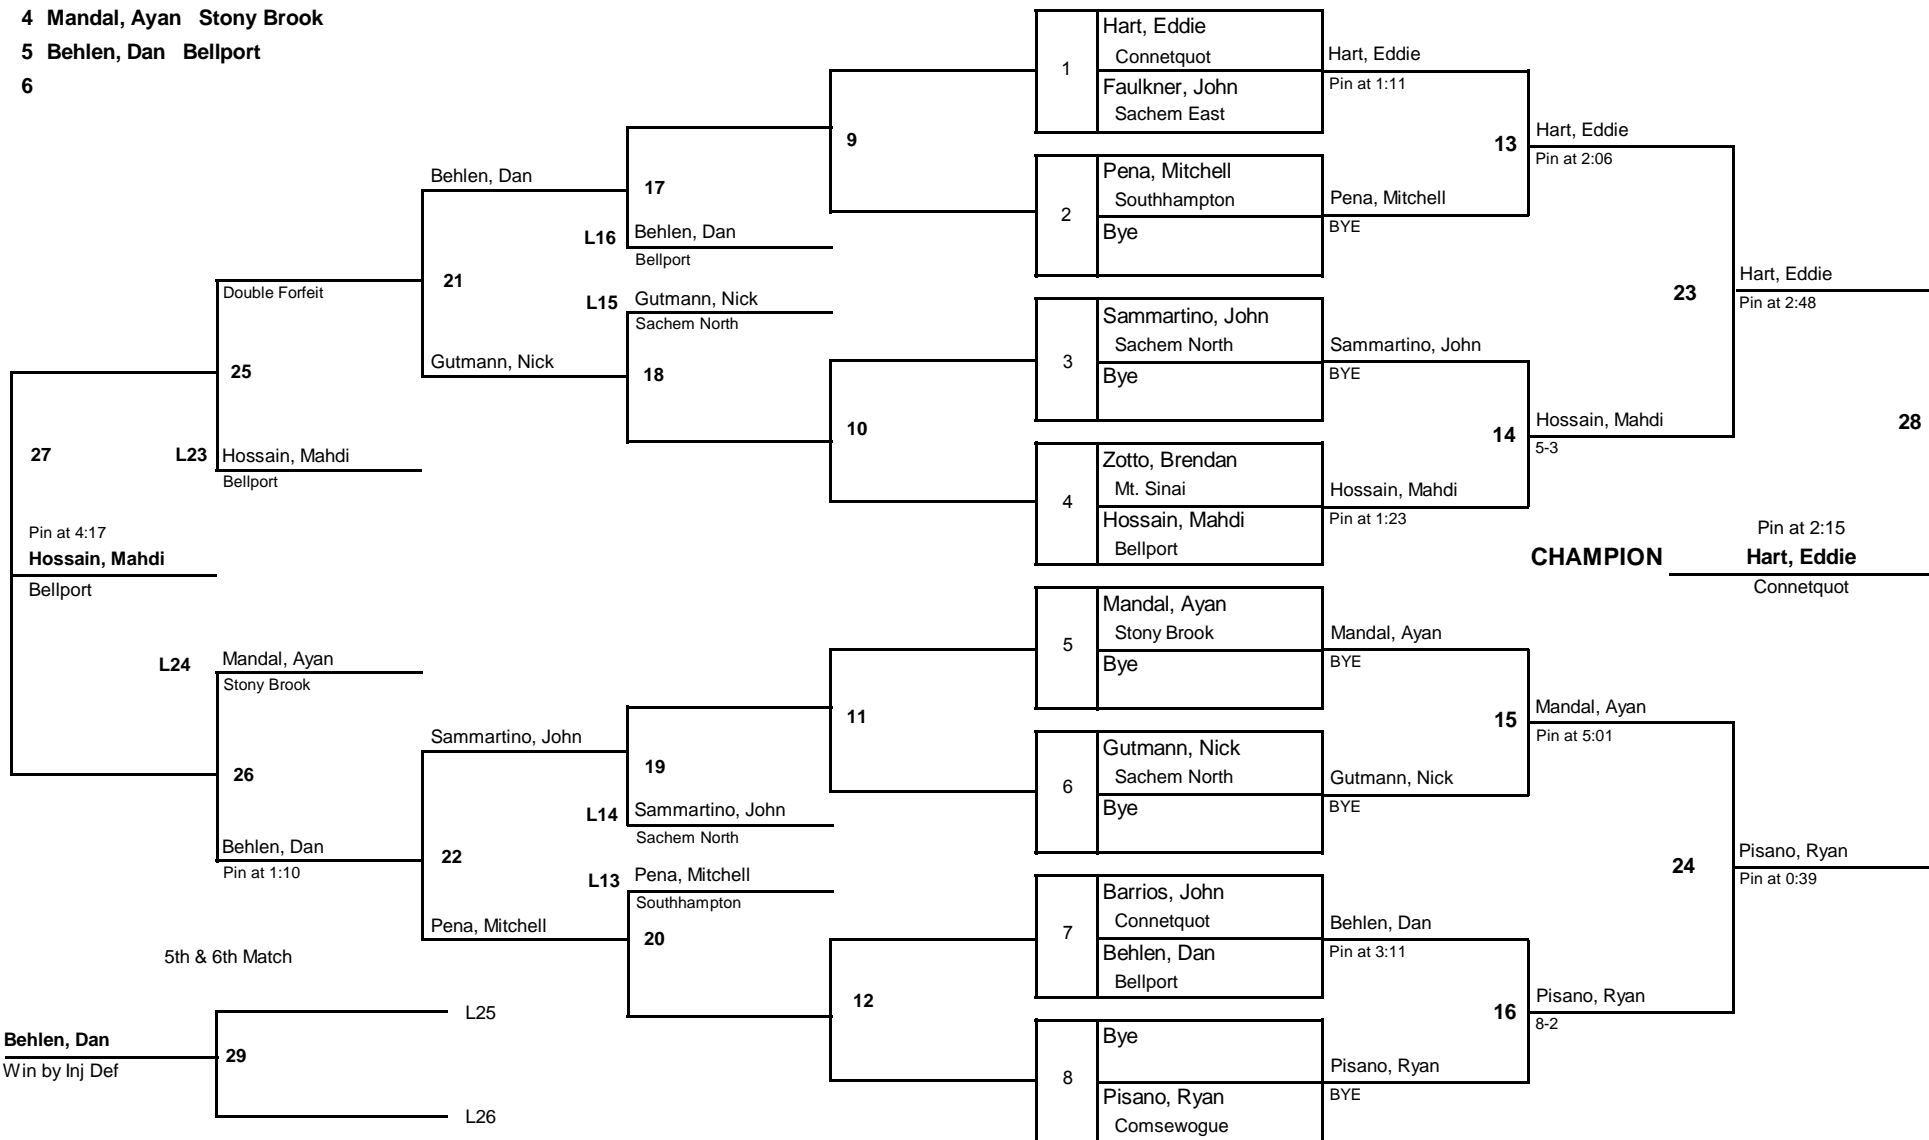 4 Mandal, Ayan Stony Brook
5 Behlen, Dan Bellport
6
1
Hart, Eddie
Connetquot
Faulkner, John
Sachem East
2
Pena, Mitchell
Southhampton
Bye
3
Sammartino, John
Sachem North
Bye
4
Zotto, Brendan
Mt. Sinai
Hossain, Mahdi
Bellport
5
Mandal, Ayan
Stony Brook
Bye
6
Gutmann, Nick
Sachem North
Bye
7
Barrios, John
Connetquot
Behlen, Dan
Bellport
8
Bye
Pisano, Ryan
Comsewogue
Hart, Eddie
Pin at 1:11
13
Pena, Mitchell
BYE
Sammartino, John
BYE
14
Hossain, Mahdi
Pin at 1:23
Mandal, Ayan
BYE
15
Gutmann, Nick
BYE
Behlen, Dan
Pin at 3:11
16
Pisano, Ryan
BYE
Hart, Eddie
Pin at 2:06
23
Hossain, Mahdi
5-3
Mandal, Ayan
Pin at 5:01
24
Pisano, Ryan
8-2
Hart, Eddie
Pin at 2:48
28
Pin at 2:15
CHAMPION Hart, Eddie
Connetquot
Pisano, Ryan
Pin at 0:39
9
10
11
12
17
L16 Behlen, Dan
Bellport
L15 Gutmann, Nick
Sachem North
18
19
L14 Sammartino, John
Sachem North
L13 Pena, Mitchell
Southhampton
20
Behlen, Dan
21
Gutmann, Nick
Sammartino, John
22
Pena, Mitchell
Double Forfeit
25
L23 Hossain, Mahdi
Bellport
L24 Mandal, Ayan
Stony Brook
26
Behlen, Dan
Pin at 1:10
27
Pin at 4:17
Hossain, Mahdi
Bellport
5th & 6th Match
L25
Behlen, Dan
29
Win by Inj Def
L26